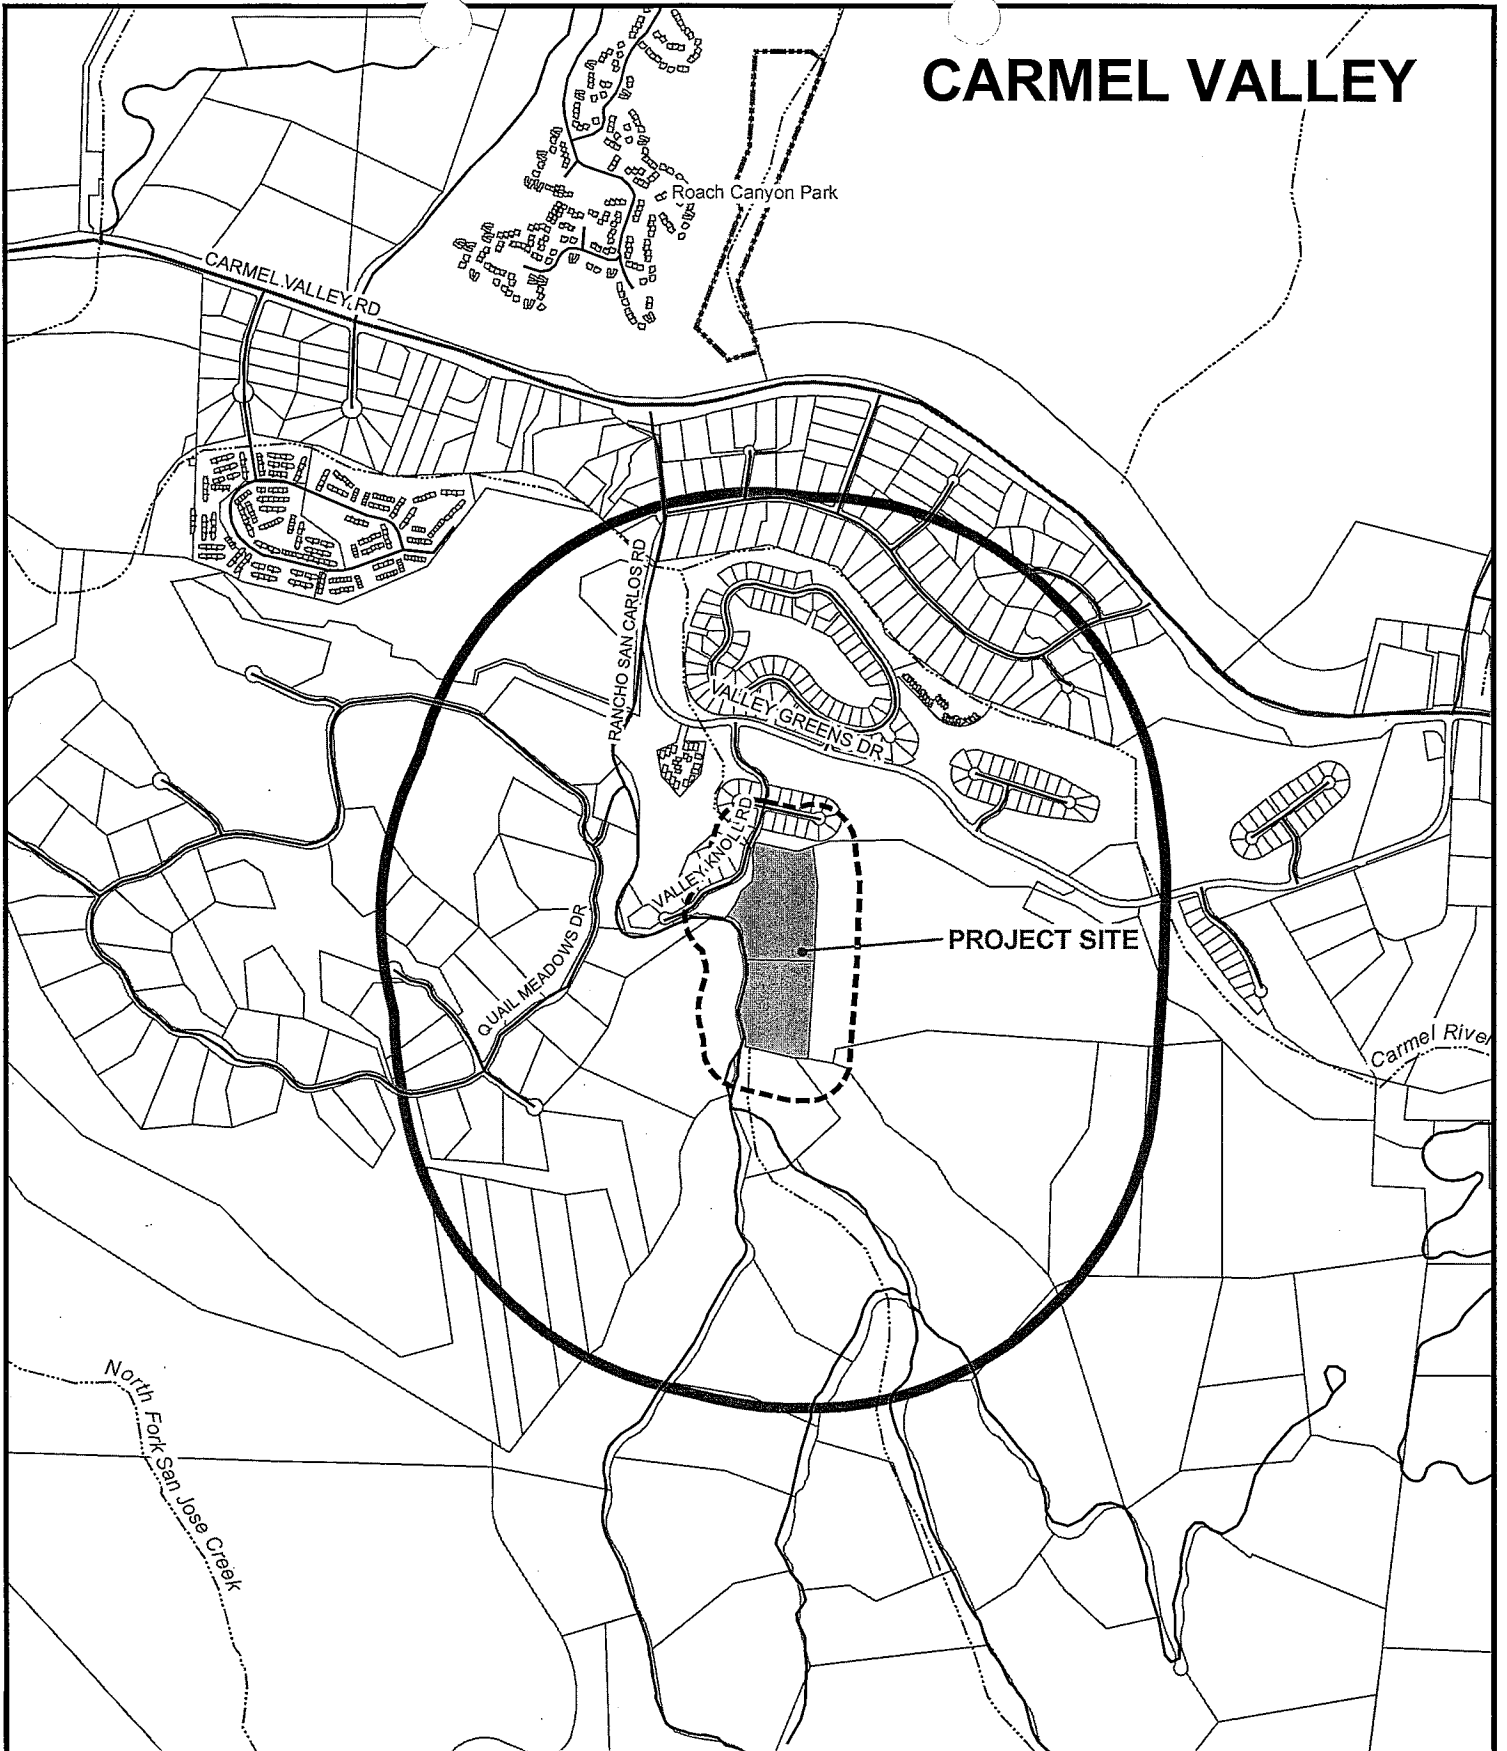 CARMEL VALLEY
Roach Canyon Park
CARMEL VALLEY RD
RANCHO SAN CARLOS RD
VALLEY GREENS DR
VALLEY KNOLL RD
PROJECT SITE
QUAIL MEADOWS DR
Carmel River
North Fork San Jose Creek